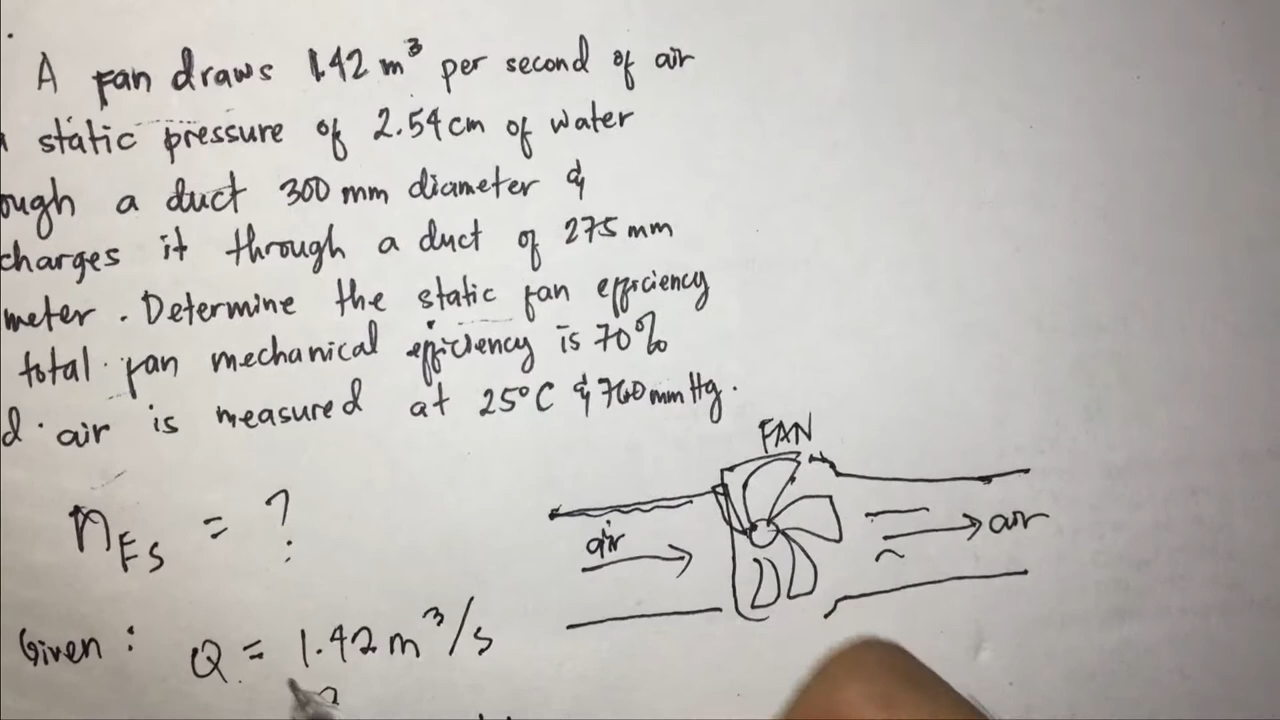 A fan draws 1.42 m³ per second of air
static pressure of 2.54 cm of water
ough a duct 300 mm diameter &
charges it through a duct of 275 mm
meter. Determine the static fan efficiency
total fan mechanical efficiency is 70%
d air is measured at 25°C & 760 mm Hg.
FAN
air
air
ηFS = ?
Given: Q = 1.42 m³/s